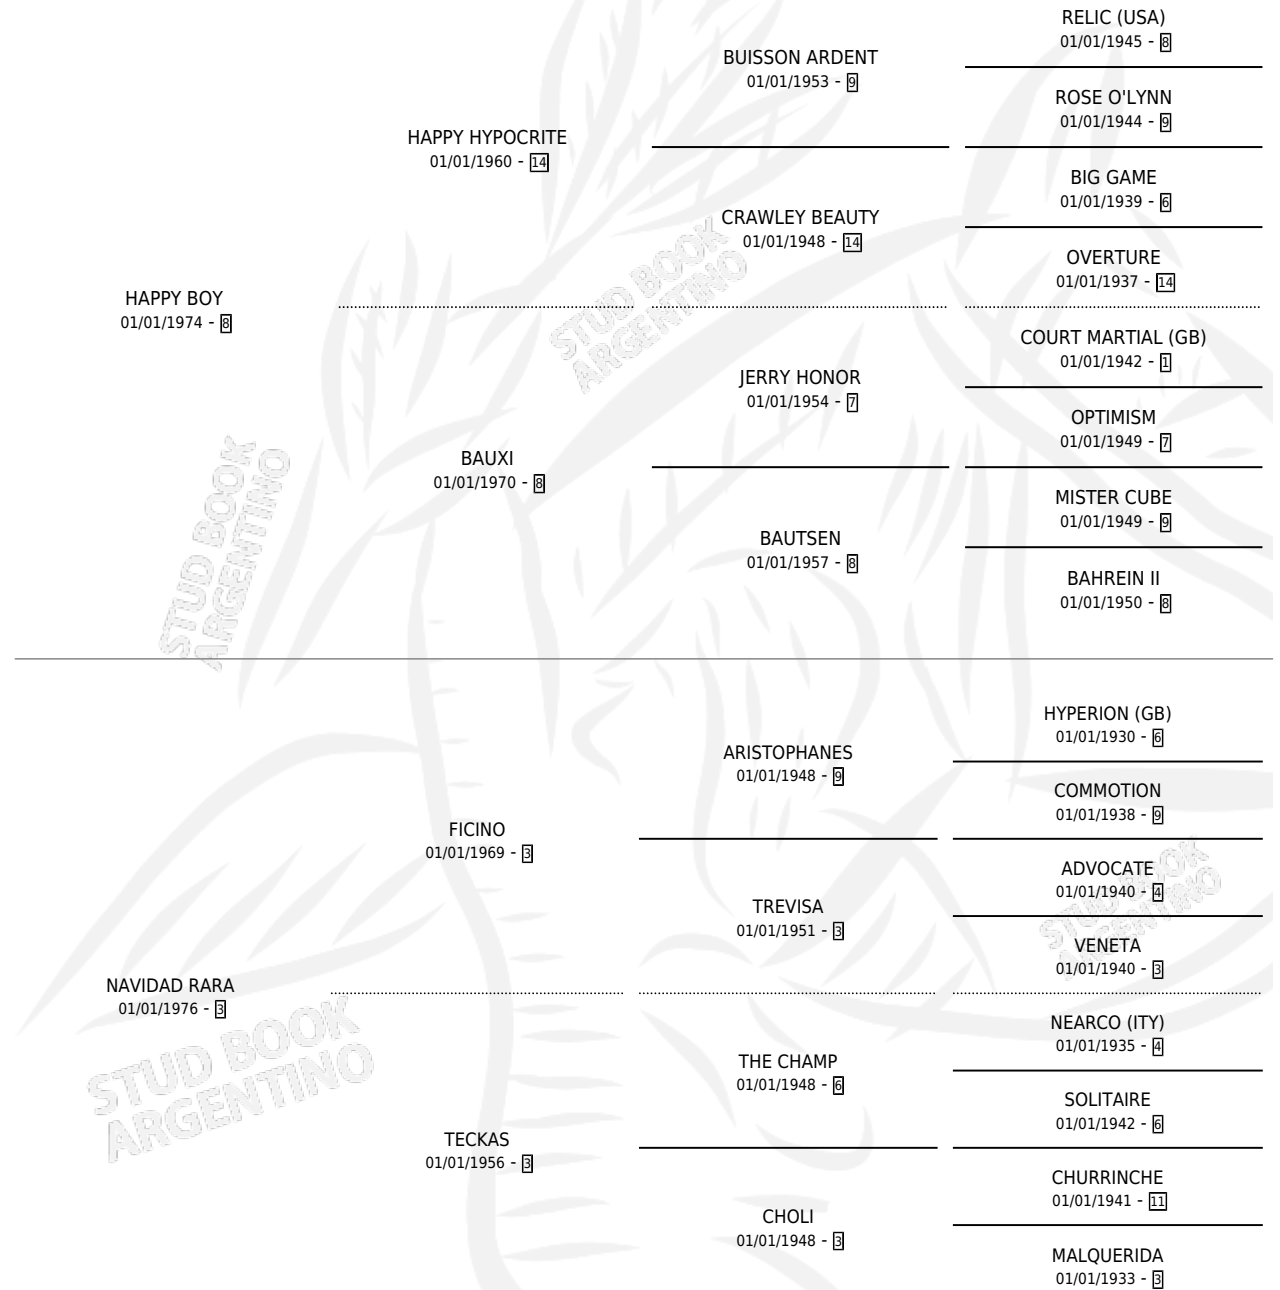 RELIC (USA)
01/01/1945 - 8
BUISSON ARDENT
01/01/1953 - 9
ROSE O'LYNN
01/01/1944 - 9
HAPPY HYPOCRITE
01/01/1960 - 14
BIG GAME
01/01/1939 - 6
CRAWLEY BEAUTY
01/01/1948 - 14
OVERTURE
01/01/1937 - 14
HAPPY BOY
01/01/1974 - 8
STUD BOOK
ARGENTINO
COURT MARTIAL (GB)
01/01/1942 - 1
JERRY HONOR
01/01/1954 - 7
OPTIMISM
01/01/1949 - 7
BAUXI
01/01/1970 - 8
MISTER CUBE
01/01/1949 - 9
BAUTSEN
01/01/1957 - 8
BAHREIN II
01/01/1950 - 8
STUD BOOK
ARGENTINO
HYPERION (GB)
01/01/1930 - 6
ARISTOPHANES
01/01/1948 - 9
COMMOTION
01/01/1938 - 9
FICINO
01/01/1969 - 3
ADVOCATE
01/01/1940 - 4
TREVISA
01/01/1951 - 3
STUD BOOK
ARGENTINO
VENETA
01/01/1940 - 3
NAVIDAD RARA
01/01/1976 - 3
STUD BOOK
ARGENTINO
NEARCO (ITY)
01/01/1935 - 4
THE CHAMP
01/01/1948 - 6
SOLITAIRE
01/01/1942 - 6
TECKAS
01/01/1956 - 3
CHURRINCHE
01/01/1941 - 11
CHOLI
01/01/1948 - 3
MALQUERIDA
01/01/1933 - 3